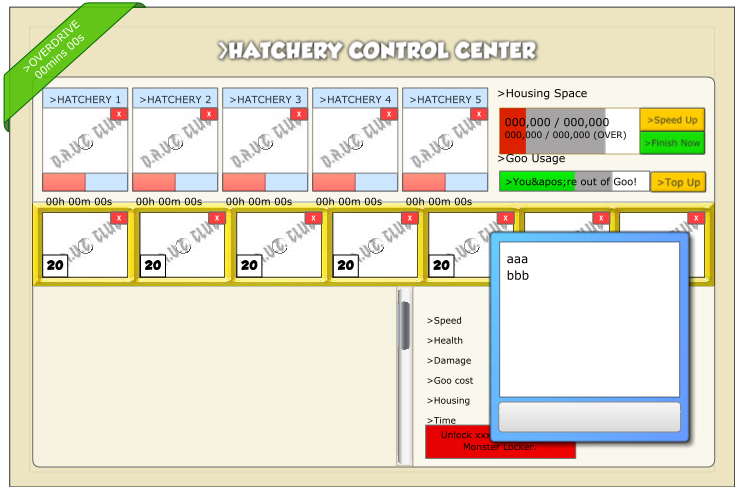 >OVERDRIVE
00mins 00s
>HATCHERY CONTROL CENTER
>HATCHERY 1
>HATCHERY 2
>HATCHERY 3
>HATCHERY 4
>HATCHERY 5
X
X
X
X
X
00h 00m 00s
00h 00m 00s
00h 00m 00s
00h 00m 00s
00h 00m 00s
>Housing Space
000,000 / 000,000
000,000 / 000,000 (OVER)
>Speed Up
>Finish Now
>Goo Usage
>You&apos;re out of Goo!
>Top Up
X
X
X
X
X
X
X
20
20
20
20
20
aaa
bbb
>Speed
>Health
>Damage
>Goo cost
>Housing
>Time
Unlock xxx
Monster Locker.